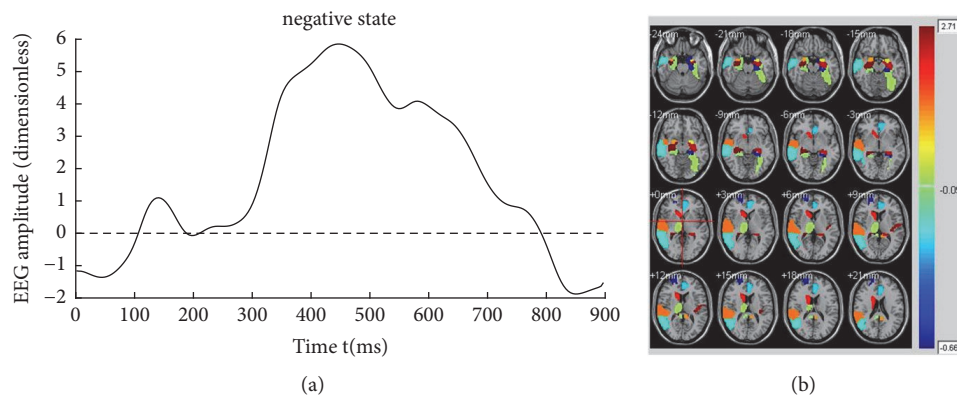 negative state
6
5
4
3
2
1
0
−1
−2
EEG amplitude (dimensionless)
0 100 200 300 400 500 600 700 800 900
Time t(ms)
(a)
-24mm -21mm -18mm -15mm
-12mm -9mm -6mm -3mm
+0mm +3mm +6mm +9mm
+12mm +15mm +18mm +21mm
2.71
-0.66
(b)